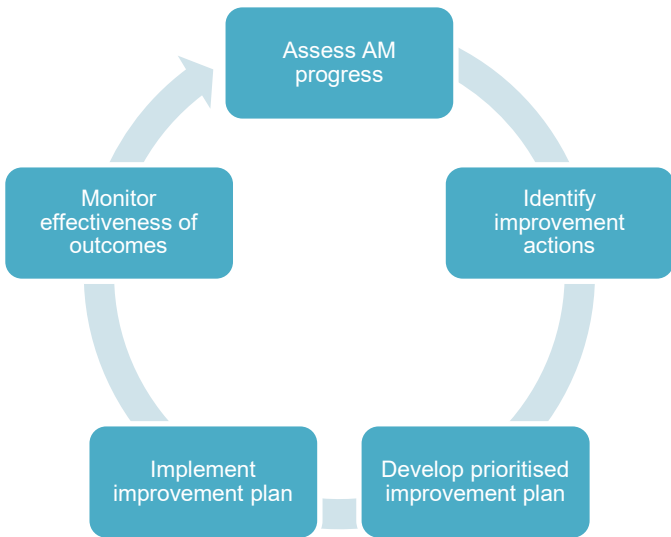 Assess AM
progress
Identify
improvement
actions
Develop prioritised
improvement plan
Implement
improvement plan
Monitor
effectiveness of
outcomes